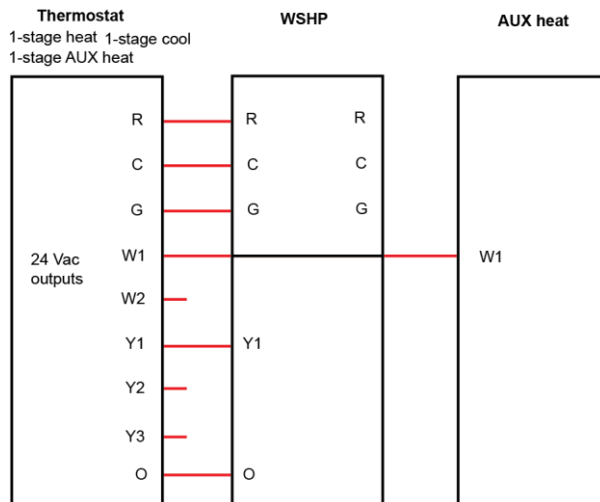 Thermostat
1-stage heat 1-stage cool
1-stage AUX heat
WSHP
AUX heat
R
C
G
W1
W2
Y1
Y2
Y3
O
24 Vac
outputs
R
C
G
Y1
O
R
C
G
W1